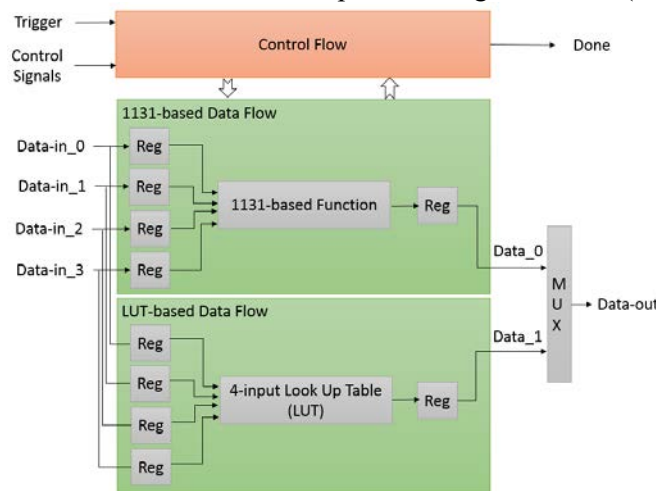 Trigger
Control
Signals
Control Flow
Done
1131-based Data Flow
Data-in_0
Data-in_1
Data-in_2
Data-in_3
Reg
Reg
Reg
Reg
1131-based Function
Reg
Data_0
LUT-based Data Flow
Reg
Reg
Reg
Reg
4-input Look Up Table
(LUT)
Reg
Data_1
M
U
X
Data-out